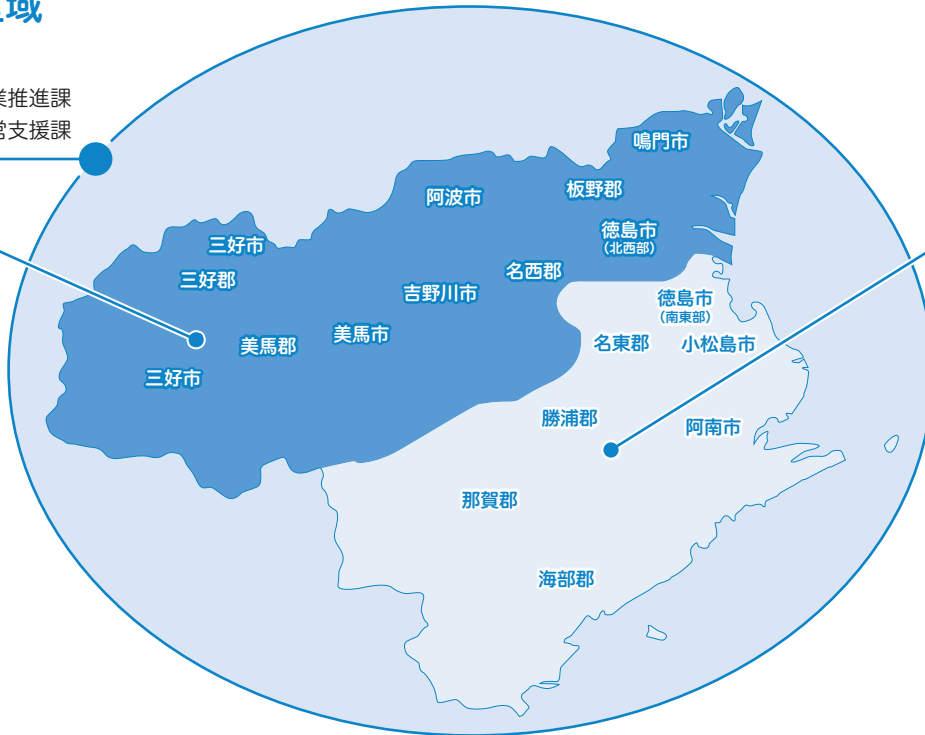 域
業推進課
営支援課
鳴門市
板野郡
阿波市
徳島市
(北西部)
三好市
名西郡
三好郡
吉野川市
徳島市
(南東部)
美馬市
美馬郡
名東郡
小松島市
三好市
勝浦郡
阿南市
那賀郡
海部郡